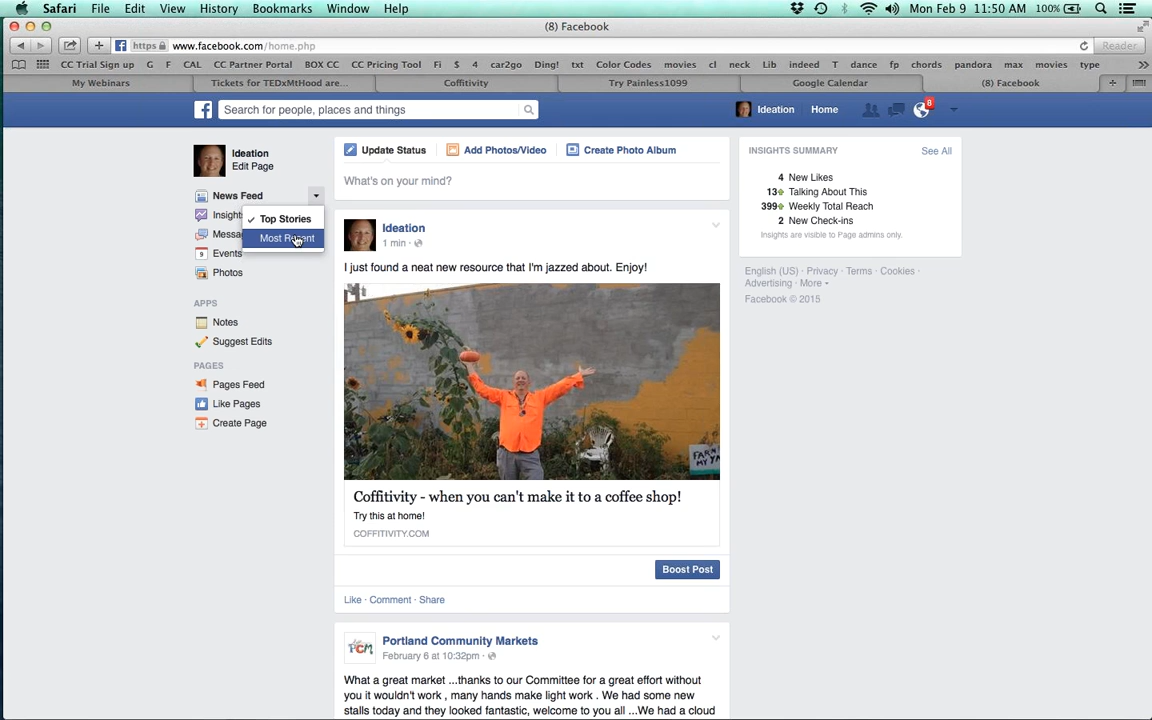 Safari File Edit View History Bookmarks Window Help Mon Feb 9 11:50 AM 100%
(8) Facebook
https www.facebook.com/home.php Reader
CC Trial Sign up G F CAL CC Partner Portal BOX CC CC Pricing Tool Fi $ 4 car2go Ding! txt Color Codes movies cl neck Lib indeed T dance fp chords pandora max movies type
My Webinars Tickets for TEDxMtHood are... Coffitivity Try Painless1099 Google Calendar (8) Facebook
Search for people, places and things Ideation Home 8
Ideation
Edit Page
News Feed
Top Stories
Most Recent
Events
Photos
APPS
Notes
Suggest Edits
PAGES
Pages Feed
Like Pages
Create Page
Update Status Add Photos/Video Create Photo Album
What's on your mind?
Ideation
1 min ·
I just found a neat new resource that I'm jazzed about. Enjoy!
FARM
MY YA
Coffitivity - when you can't make it to a coffee shop!
Try this at home!
COFFITIVITY.COM
Boost Post
Like · Comment · Share
PCM
Portland Community Markets
February 6 at 10:32pm ·
What a great market ...thanks to our Committee for a great effort without
you it wouldn't work , many hands make light work . We had some new
stalls today and they looked fantastic, welcome to you all ...We had a cloud
INSIGHTS SUMMARY See All
4 New Likes
13 Talking About This
399 Weekly Total Reach
2 New Check-ins
Insights are visible to Page admins only.
English (US) · Privacy · Terms · Cookies ·
Advertising · More
Facebook © 2015